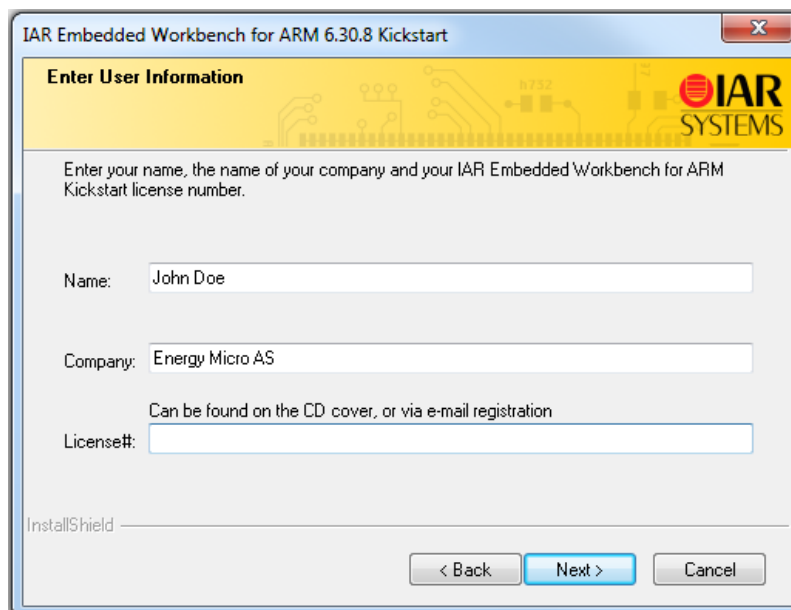 IAR Embedded Workbench for ARM 6.30.8 Kickstart
Enter User Information
h732
IAR
SYSTEMS
Enter your name, the name of your company and your IAR Embedded Workbench for ARM
Kickstart license number.
Name: John Doe
Company: Energy Micro AS
Can be found on the CD cover, or via e-mail registration
License#:
InstallShield
< Back Next > Cancel